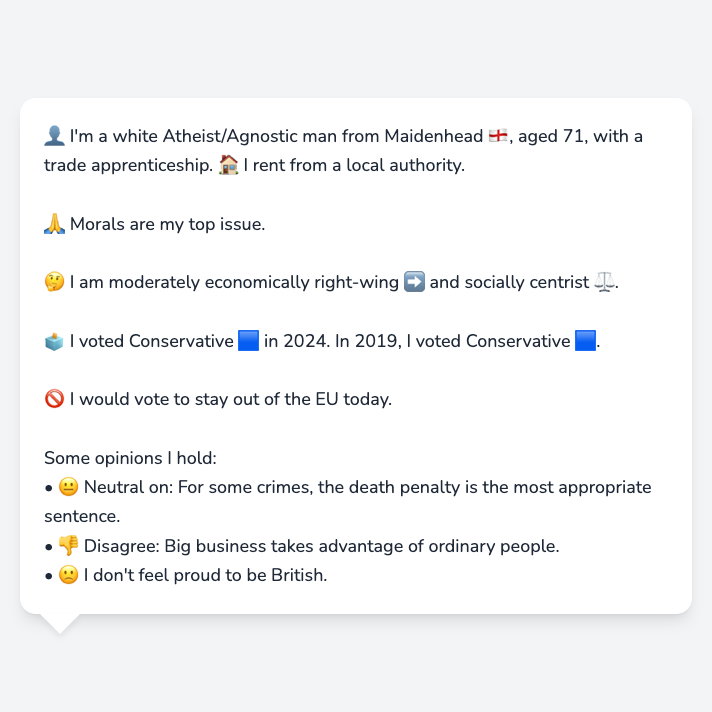 👤 I'm a white Atheist/Agnostic man from Maidenhead 🏴󠁧󠁢󠁥󠁮󠁧󠁿, aged 71, with a
trade apprenticeship. 🏠 I rent from a local authority.
🙏 Morals are my top issue.
🤔 I am moderately economically right-wing ➡️ and socially centrist ⚖️.
🗳️ I voted Conservative 🟦 in 2024. In 2019, I voted Conservative 🟦.
🚫 I would vote to stay out of the EU today.
Some opinions I hold:
• 😐 Neutral on: For some crimes, the death penalty is the most appropriate
sentence.
• 👎 Disagree: Big business takes advantage of ordinary people.
• 🙁 I don't feel proud to be British.